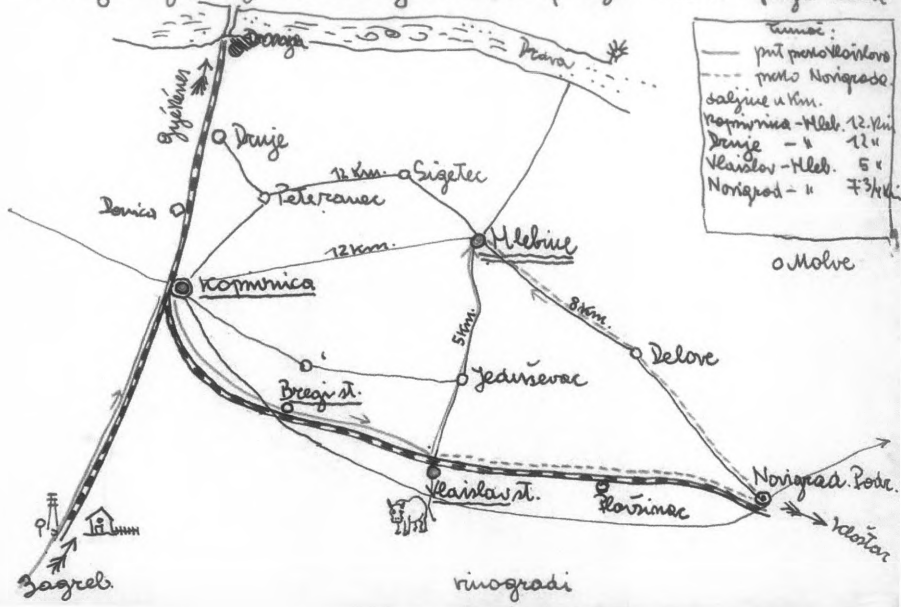 Drava
Tumač:
put preko Vlaislova
preko Novigrada
daljine u Km.
Koprivnica-Hleb. 12. Km
Drnje - " 12 "
Vlaislav-Hleb. 5 "
Novigrad - " 7 3/4 Km
Gyékényes
Drnje
12 Km.
Sigetec
Peteranec
Hlebine
o Molve
12 Km.
Koprivnica
8 Km.
5 Km.
Delove
Jeduševac
Bregi st.
Vlaislav st.
Plavšinac
Novigrad. Podr.
Kloštar
Zagreb.
vinogradi